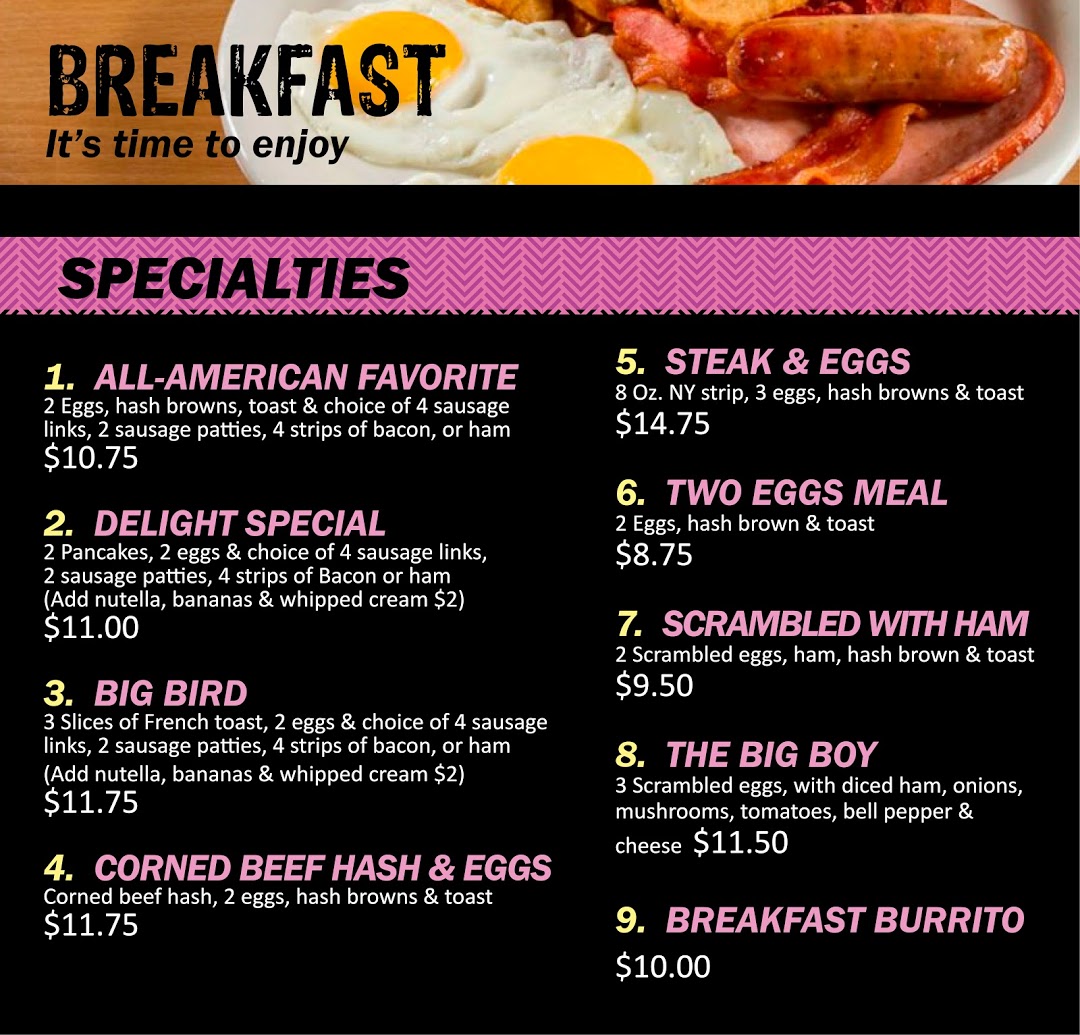 BREAKFAST
It's time to enjoy
SPECIALTIES
1. ALL-AMERICAN FAVORITE
2 Eggs, hash browns, toast & choice of 4 sausage
links, 2 sausage patties, 4 strips of bacon, or ham
$10.75
2. DELIGHT SPECIAL
2 Pancakes, 2 eggs & choice of 4 sausage links,
2 sausage patties, 4 strips of Bacon or ham
(Add nutella, bananas & whipped cream $2)
$11.00
3. BIG BIRD
3 Slices of French toast, 2 eggs & choice of 4 sausage
links, 2 sausage patties, 4 strips of bacon, or ham
(Add nutella, bananas & whipped cream $2)
$11.75
4. CORNED BEEF HASH & EGGS
Corned beef hash, 2 eggs, hash browns & toast
$11.75
5. STEAK & EGGS
8 Oz. NY strip, 3 eggs, hash browns & toast
$14.75
6. TWO EGGS MEAL
2 Eggs, hash brown & toast
$8.75
7. SCRAMBLED WITH HAM
2 Scrambled eggs, ham, hash brown & toast
$9.50
8. THE BIG BOY
3 Scrambled eggs, with diced ham, onions,
mushrooms, tomatoes, bell pepper &
cheese $11.50
9. BREAKFAST BURRITO
$10.00